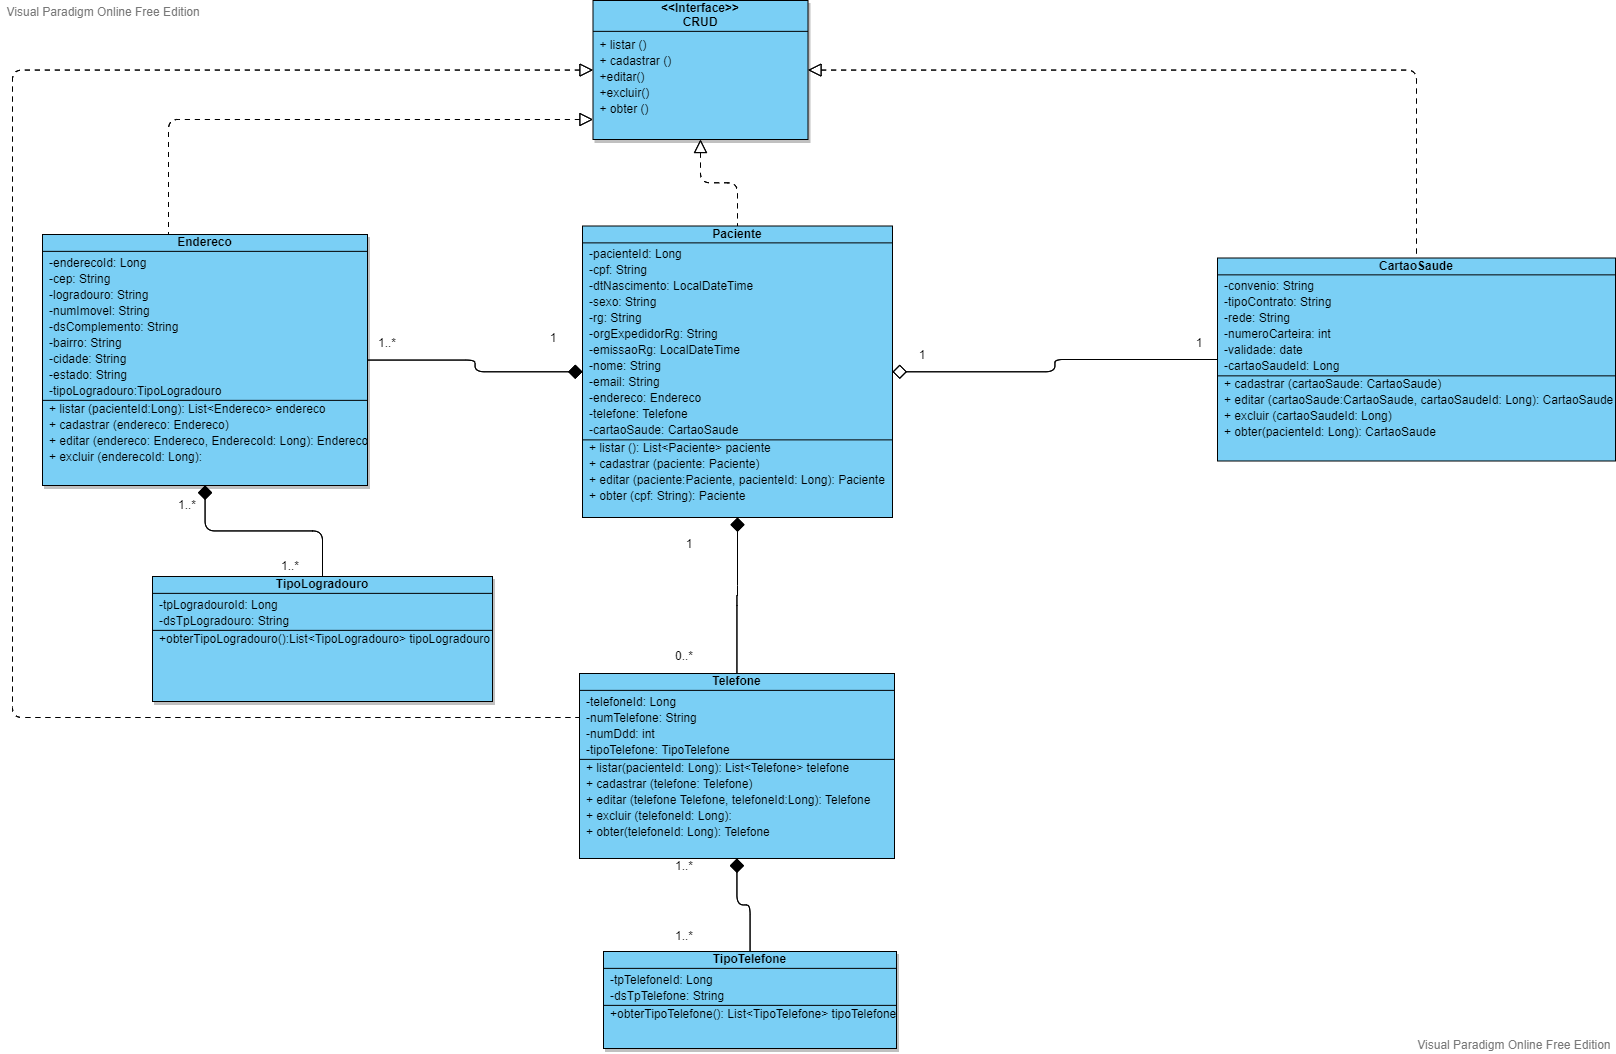 Visual Paradigm Online Free Edition
<<Interface>>
CRUD
+ listar ()
+ cadastrar ()
+editar()
+excluir()
+ obter ()
Endereco
-enderecoId: Long
-cep: String
-logradouro: String
-numImovel: String
-dsComplemento: String
-bairro: String
-cidade: String
-estado: String
-tipoLogradouro:TipoLogradouro
+ listar (pacienteId:Long): List<Endereco> endereco
+ cadastrar (endereco: Endereco)
+ editar (endereco: Endereco, EnderecoId: Long): Endereco
+ excluir (enderecoId: Long):
1..*
1
Paciente
-pacienteId: Long
-cpf: String
-dtNascimento: LocalDateTime
-sexo: String
-rg: String
-orgExpedidorRg: String
-emissaoRg: LocalDateTime
-nome: String
-email: String
-endereco: Endereco
-telefone: Telefone
-cartaoSaude: CartaoSaude
+ listar (): List<Paciente> paciente
+ cadastrar (paciente: Paciente)
+ editar (paciente:Paciente, pacienteId: Long): Paciente
+ obter (cpf: String): Paciente
1
1
CartaoSaude
-convenio: String
-tipoContrato: String
-rede: String
-numeroCarteira: int
-validade: date
-cartaoSaudeId: Long
+ cadastrar (cartaoSaude: CartaoSaude)
+ editar (cartaoSaude:CartaoSaude, cartaoSaudeId: Long): CartaoSaude
+ excluir (cartaoSaudeId: Long)
+ obter(pacienteId: Long): CartaoSaude
1..*
1..*
TipoLogradouro
-tpLogradouroId: Long
-dsTpLogradouro: String
+obterTipoLogradouro():List<TipoLogradouro> tipoLogradouro
1
0..*
Telefone
-telefoneId: Long
-numTelefone: String
-numDdd: int
-tipoTelefone: TipoTelefone
+ listar(pacienteId: Long): List<Telefone> telefone
+ cadastrar (telefone: Telefone)
+ editar (telefone Telefone, telefoneId:Long): Telefone
+ excluir (telefoneId: Long):
+ obter(telefoneId: Long): Telefone
1..*
1..*
TipoTelefone
-tpTelefoneId: Long
-dsTpTelefone: String
+obterTipoTelefone(): List<TipoTelefone> tipoTelefone
Visual Paradigm Online Free Edition